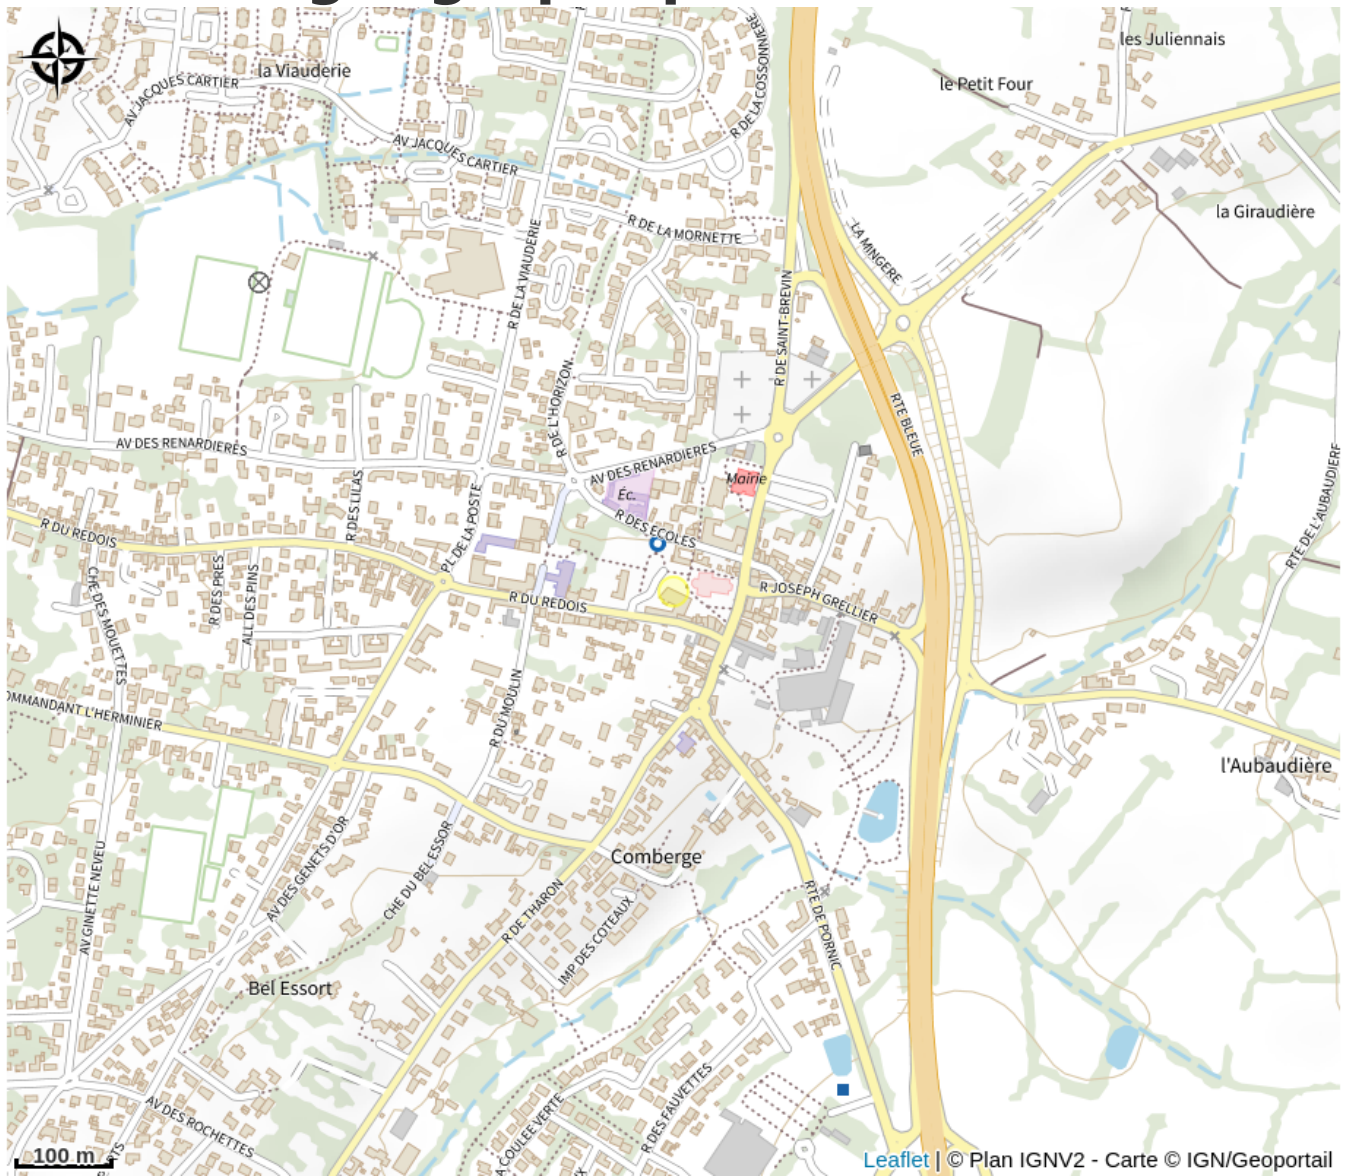 la Viauderie
les Juliennais
le Petit Four
AV JACQUES CARTIER
R DE LA COSSONNIERE
AV JACQUES CARTIER
la Giraudière
R DE LA MORNETTE
LA MINGERE
R DE LA VIAUDERIE
R DE SAINT-BREVIN
R DE L'HORIZON
RTE BLEUE
AV DES RENARDIERES
AV DES RENARDIERES
Mairie
Éc.
R DES LILAS
PL DE LA POSTE
R DES ECOLES
R DU REDOIS
RTE DE L'AUBAUDIERE
CHE DES MOUETTES
R DES PRES
ALL DES PINS
R DU REDOIS
R JOSEPH GRELLIER
OMMANDANT L'HERMINIER
R DU MOULIN
l'Aubaudière
Comberge
AV GINETTE NEVEU
AV DES GENETS D'OR
CHE DU BEL ESSOR
R DE THARON
IMP DES COTEAUX
RTE DE PORNIC
Bel Essort
AV DES ROCHETTES
A COULEE VERTE
R DES FAUVETTES
100 m
Leaflet | © Plan IGNV2 - Carte © IGN/Geoportail